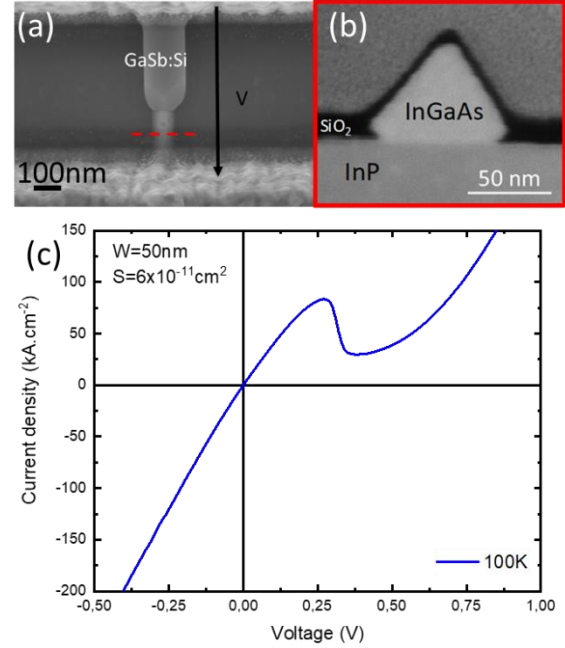 (a)
GaSb:Si
V
100nm
(b)
InGaAs
SiO₂
InP
50 nm
(c)
W=50nm
S=6x10⁻¹¹cm²
Current density (kA.cm⁻²)
150
100
50
0
-50
-100
-150
-200
100K
-0,50
-0,25
0,00
0,25
0,50
0,75
1,00
Voltage (V)